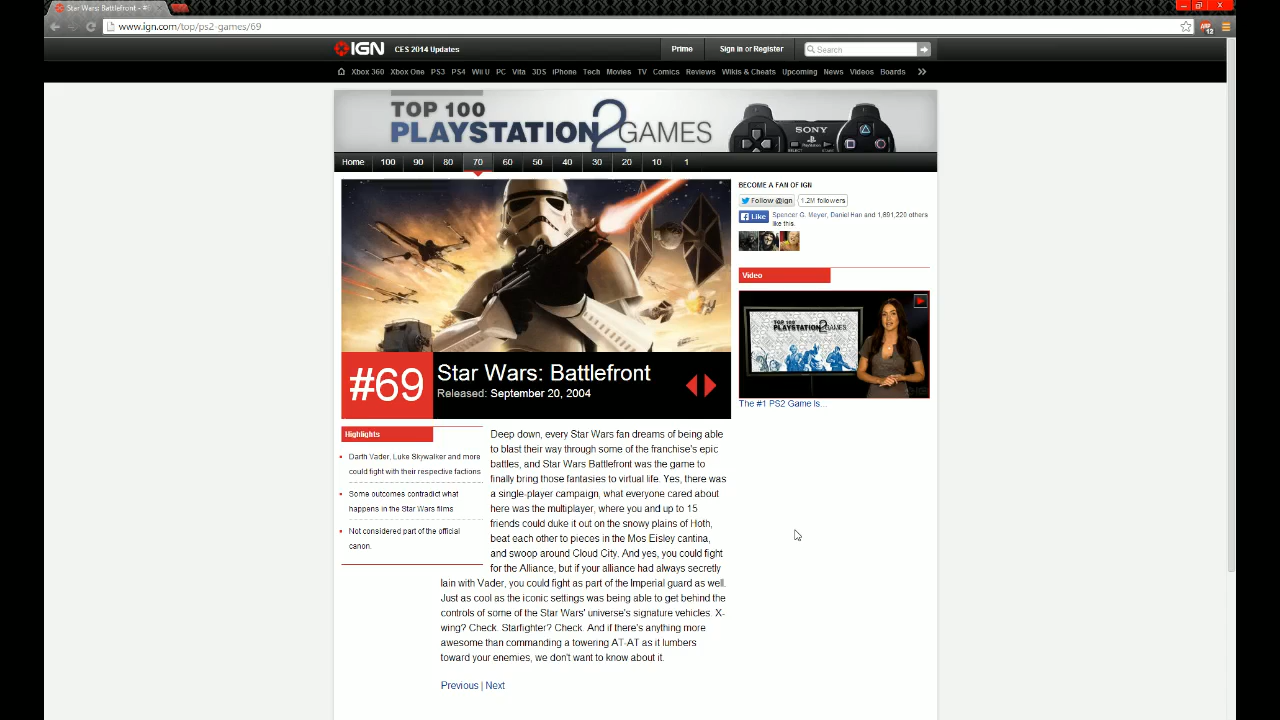 Star Wars: Battlefront - #
www.ign.com/top/ps2-games/69
12
IGN
CES 2014 Updates
Prime
Sign in or Register
Search
Xbox 360 Xbox One PS3 PS4 Wii U PC Vita 3DS iPhone Tech Movies TV Comics Reviews Wikis & Cheats Upcoming News Videos Boards
TOP 100
PLAYSTATION 2 GAMES
SONY
PlayStation
SELECT START
Home 100 90 80 70 60 50 40 30 20 10 1
#69
Star Wars: Battlefront
Released: September 20, 2004
Highlights
Darth Vader, Luke Skywalker and more
could fight with their respective factions
Some outcomes contradict what
happens in the Star Wars films
Not considered part of the official
canon.
Deep down, every Star Wars fan dreams of being able
to blast their way through some of the franchise's epic
battles, and Star Wars Battlefront was the game to
finally bring those fantasies to virtual life. Yes, there was
a single-player campaign, what everyone cared about
here was the multiplayer, where you and up to 15
friends could duke it out on the snowy plains of Hoth,
beat each other to pieces in the Mos Eisley cantina,
and swoop around Cloud City. And yes, you could fight
for the Alliance, but if your alliance had always secretly
lain with Vader, you could fight as part of the Imperial guard as well.
Just as cool as the iconic settings was being able to get behind the
controls of some of the Star Wars' universe's signature vehicles. X-
wing? Check. Starfighter? Check. And if there's anything more
awesome than commanding a towering AT-AT as it lumbers
toward your enemies, we don't want to know about it.
Previous | Next
BECOME A FAN OF IGN
Follow @ign
1.2M followers
Like
Spencer G. Meyer, Daniel Han and 1,891,220 others
like this.
Video
TOP 100
PLAYSTATION 2 GAMES
The #1 PS2 Game Is...